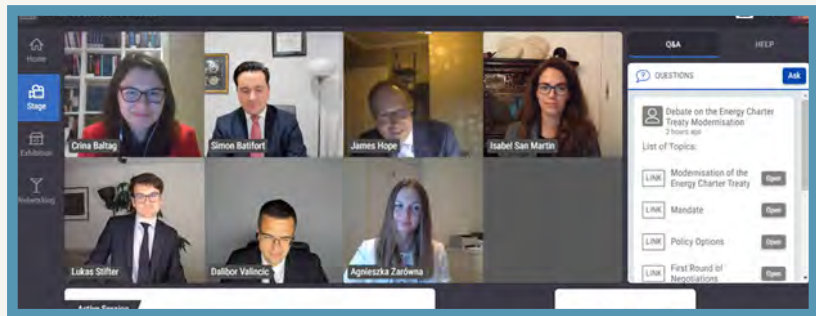 Home
Stage
Exhibition
Networking
Crina Baltag
Simon Batifort
James Hope
Isabel San Martin
Lukas Stifter
Dalibor Valincic
Agnieszka Zarówna
Active Session
Q&A
HELP
QUESTIONS
Ask
Debate on the Energy Charter
Treaty Modernisation
2 hours ago
List of Topics:
LINK
Modernisation of the
Energy Charter Treaty
Open
LINK
Mandate
Open
LINK
Policy Options
Open
LINK
First Round of
Negotiations
Open